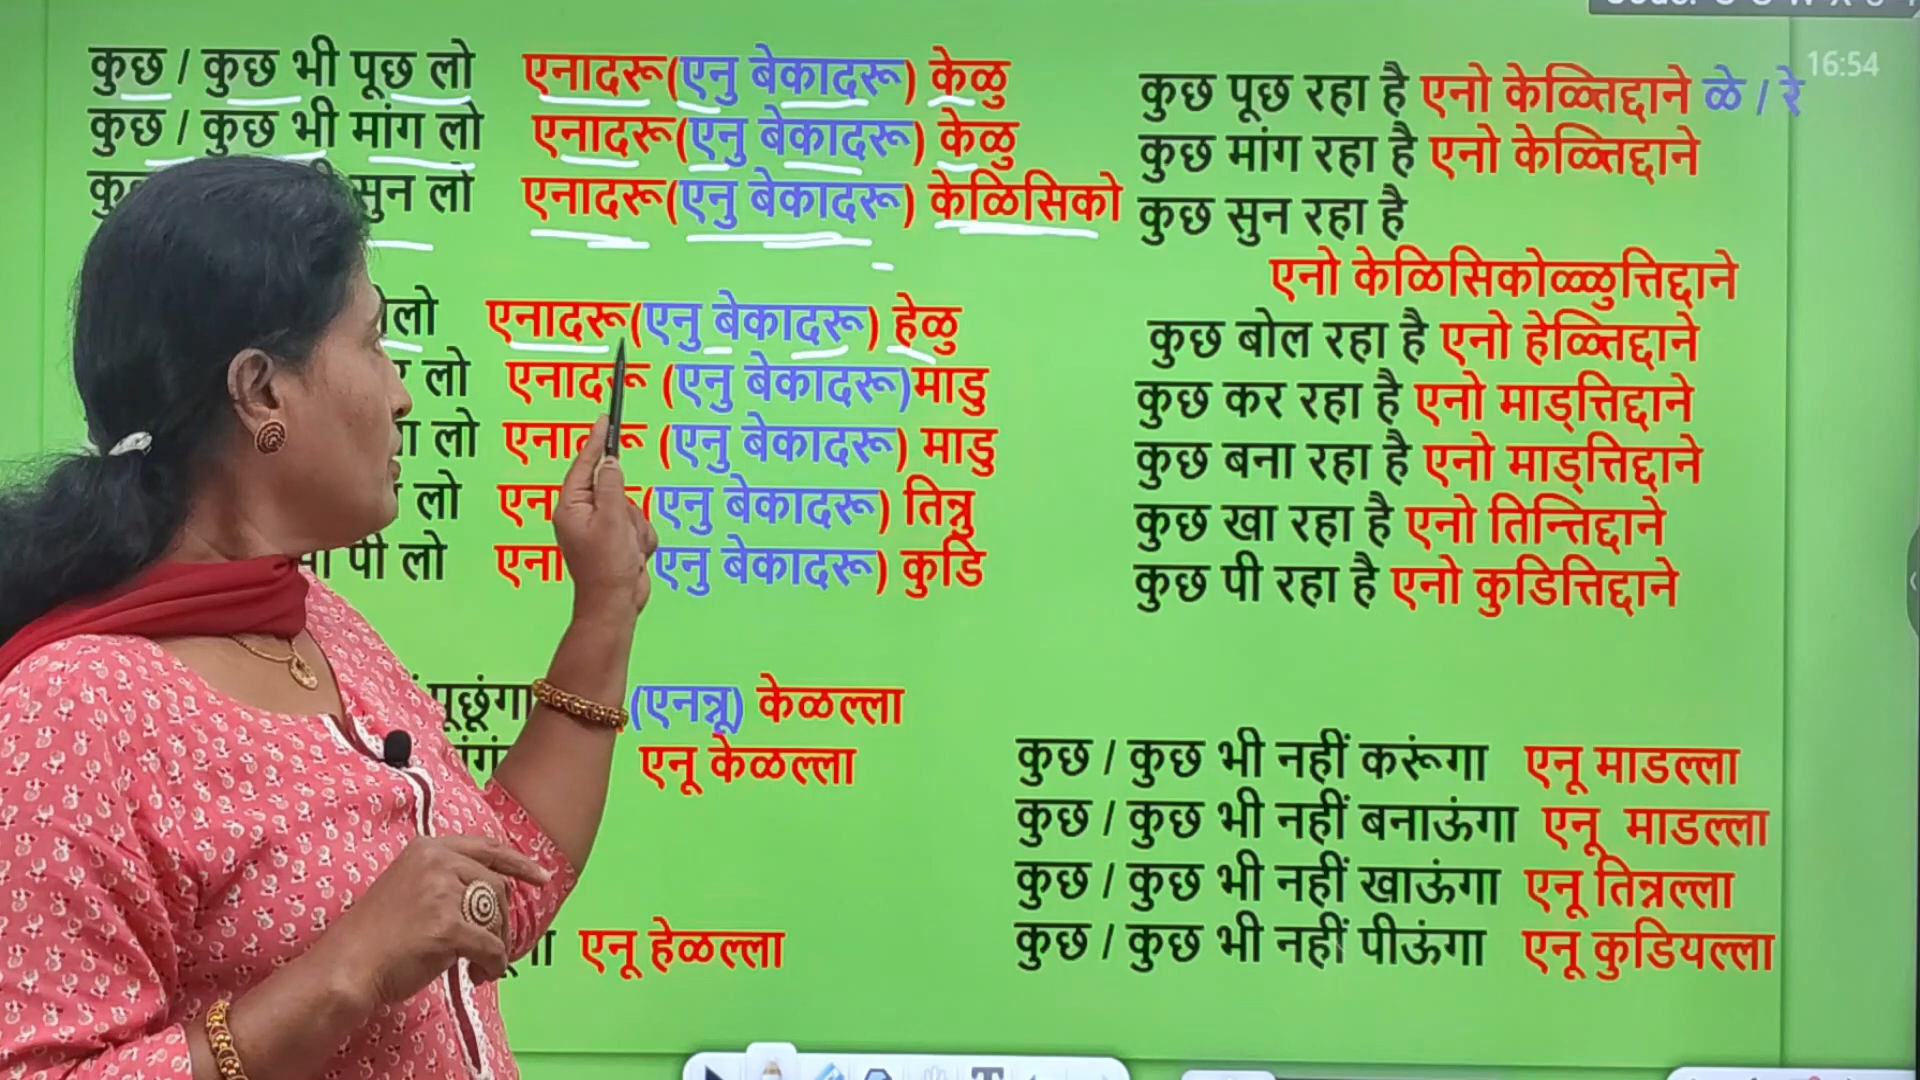 कुछ / कुछ भी पूछ लो एनादरू(एनु बेकादरू) केळु
कुछ / कुछ भी मांग लो एनादरू(एनु बेकादरू) केळु
सुन लो एनादरू(एनु बेकादरू) केळिसिको
लो एनादरू(एनु बेकादरू) हेळु
लो एनादरू (एनु बेकादरू)माडु
लो (एनु बेकादरू) माडु
लो (एनु बेकादरू) तिन्नु
पी लो एनु बेकादरू) कुडि
पूछूंगा (एनन्नू) केळल्ला
एनू केळल्ला
एनू हेळल्ला
16:54
कुछ पूछ रहा है एनो केळ्तिद्दाने ळे / रे
कुछ मांग रहा है एनो केळ्तिद्दाने
कुछ सुन रहा है
एनो केळिसिकोळ्ळुत्तिद्दाने
कुछ बोल रहा है एनो हेळ्तिद्दाने
कुछ कर रहा है एनो माड्त्तिद्दाने
कुछ बना रहा है एनो माड्त्तिद्दाने
कुछ खा रहा है एनो तिन्तिद्दाने
कुछ पी रहा है एनो कुडित्तिद्दाने
कुछ / कुछ भी नहीं करूंगा एनू माडल्ला
कुछ / कुछ भी नहीं बनाऊंगा एनू माडल्ला
कुछ / कुछ भी नहीं खाऊंगा एनू तिन्नल्ला
कुछ / कुछ भी नहीं पीऊंगा एनू कुडियल्ला